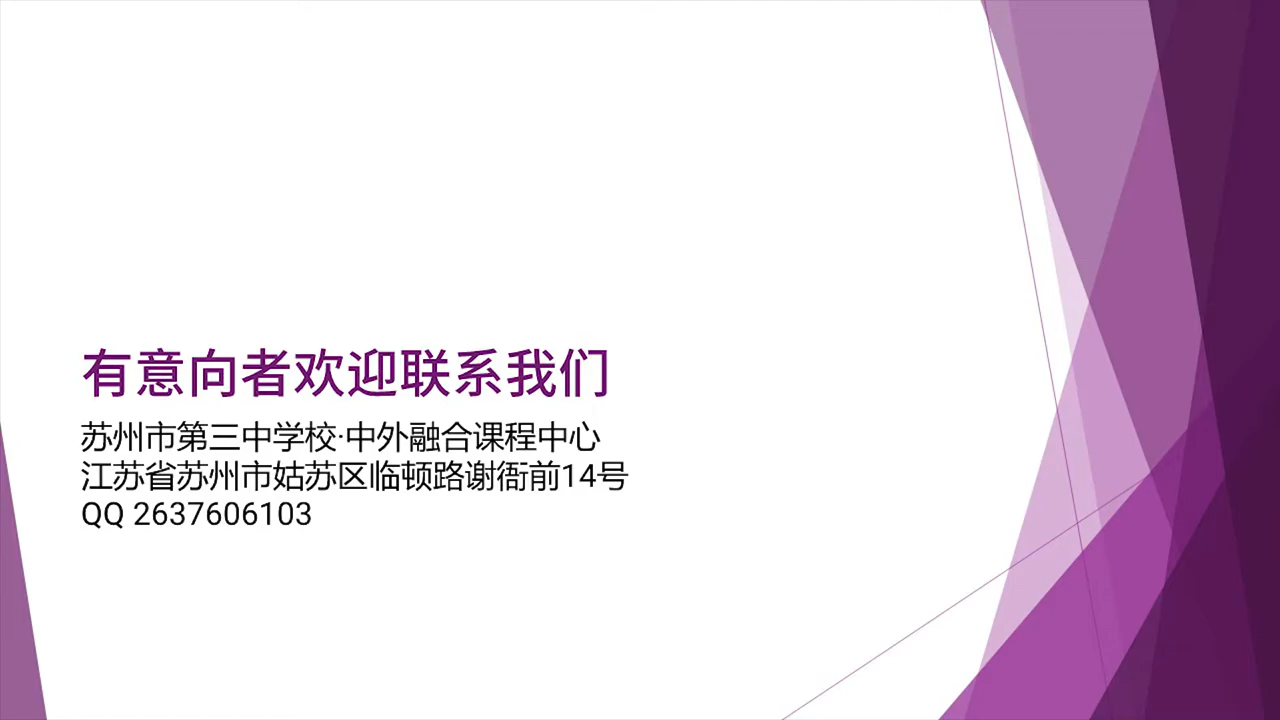 有意向者欢迎联系我们
苏州市第三中学校·中外融合课程中心
江苏省苏州市姑苏区临顿路谢衙前14号
QQ 2637606103